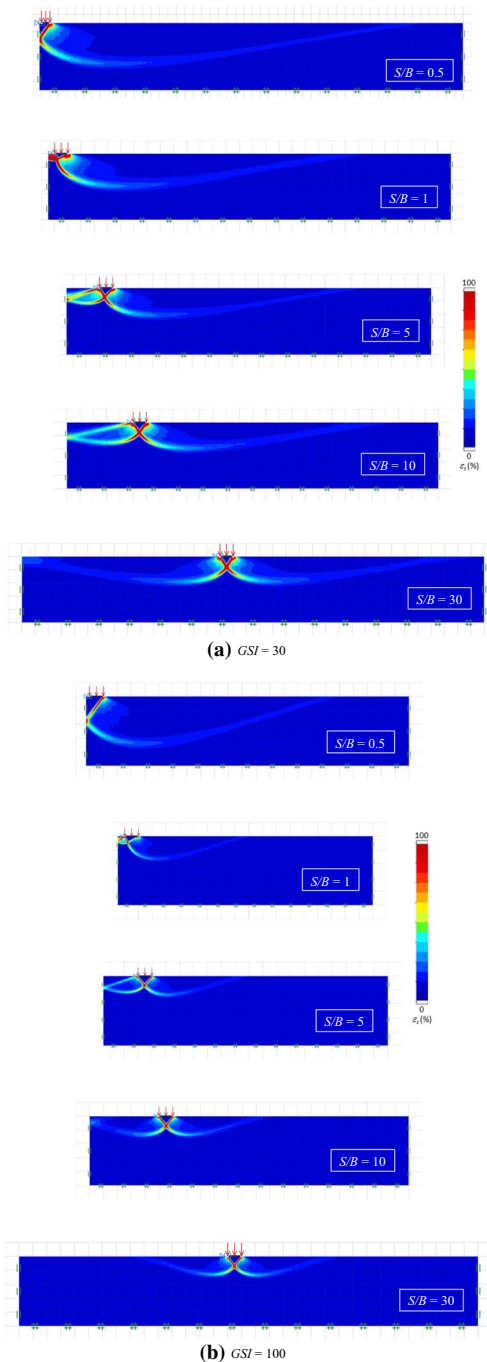 S/B = 0.5
S/B = 1
S/B = 5
100
0
εs(%)
S/B = 10
S/B = 30
(a) GSI = 30
S/B = 0.5
S/B = 1
100
0
εs(%)
S/B = 5
S/B = 10
S/B = 30
(b) GSI = 100